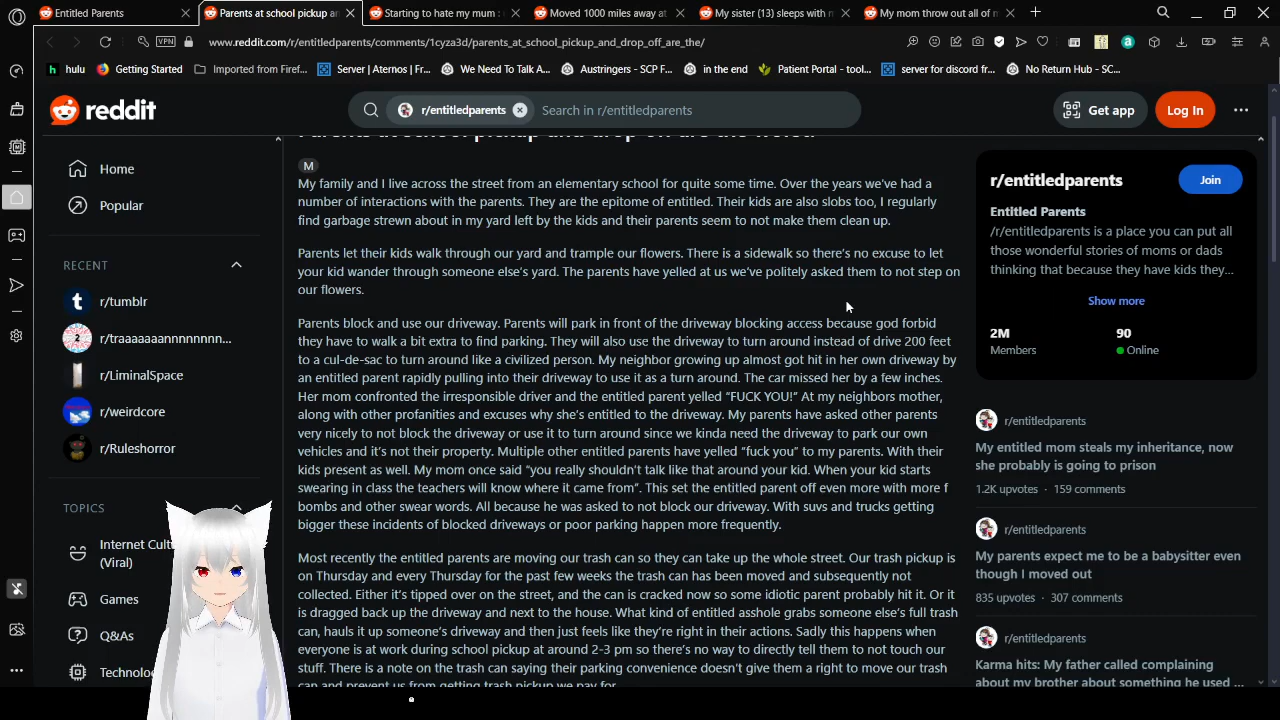 Entitled Parents
Parents at school pickup an
Starting to hate my mum :
Moved 1000 miles away at
My sister (13) sleeps with m
My mom throw out all of m
VPN
www.reddit.com/r/entitledparents/comments/1cyza3d/parents_at_school_pickup_and_drop_off_are_the/
hulu
Getting Started
Imported from Firef...
Server | Aternos | Fr...
We Need To Talk A...
Austringers - SCP F...
in the end
Patient Portal - tool...
server for discord fr...
No Return Hub - SC...
reddit
r/entitledparents
Search in r/entitledparents
Get app
Log In
Home
Popular
RECENT
r/tumblr
r/traaaaaaannnnnnnn...
r/LiminalSpace
r/weirdcore
r/Ruleshorror
TOPICS
Internet Cult
(Viral)
Games
Q&As
Technolo
Parents at school pickup and drop off are the worst
M
My family and I live across the street from an elementary school for quite some time. Over the years we've had a
number of interactions with the parents. They are the epitome of entitled. Their kids are also slobs too, I regularly
find garbage strewn about in my yard left by the kids and their parents seem to not make them clean up.
Parents let their kids walk through our yard and trample our flowers. There is a sidewalk so there's no excuse to let
your kid wander through someone else's yard. The parents have yelled at us we've politely asked them to not step on
our flowers.
Parents block and use our driveway. Parents will park in front of the driveway blocking access because god forbid
they have to walk a bit extra to find parking. They will also use the driveway to turn around instead of drive 200 feet
to a cul-de-sac to turn around like a civilized person. My neighbor growing up almost got hit in her own driveway by
an entitled parent rapidly pulling into their driveway to use it as a turn around. The car missed her by a few inches.
Her mom confronted the irresponsible driver and the entitled parent yelled “FUCK YOU!” At my neighbors mother,
along with other profanities and excuses why she's entitled to the driveway. My parents have asked other parents
very nicely to not block the driveway or use it to turn around since we kinda need the driveway to park our own
vehicles and it's not their property. Multiple other entitled parents have yelled “fuck you” to my parents. With their
kids present as well. My mom once said “you really shouldn't talk like that around your kid. When your kid starts
swearing in class the teachers will know where it came from”. This set the entitled parent off even more with more f
bombs and other swear words. All because he was asked to not block our driveway. With suvs and trucks getting
bigger these incidents of blocked driveways or poor parking happen more frequently.
Most recently the entitled parents are moving our trash can so they can take up the whole street. Our trash pickup is
on Thursday and every Thursday for the past few weeks the trash can has been moved and subsequently not
collected. Either it's tipped over on the street, and the can is cracked now so some idiotic parent probably hit it. Or it
is dragged back up the driveway and next to the house. What kind of entitled asshole grabs someone else's full trash
can, hauls it up someone's driveway and then just feels like they're right in their actions. Sadly this happens when
everyone is at work during school pickup at around 2-3 pm so there's no way to directly tell them to not touch our
stuff. There is a note on the trash can saying their parking convenience doesn't give them a right to move our trash
can and prevent us from getting trash pickup we pay for
r/entitledparents
Join
Entitled Parents
/r/entitledparents is a place you can put all
those wonderful stories of moms or dads
thinking that because they have kids they...
Show more
2M
90
Members
Online
r/entitledparents
My entitled mom steals my inheritance, now
she probably is going to prison
1.2K upvotes · 159 comments
r/entitledparents
My parents expect me to be a babysitter even
though I moved out
835 upvotes · 307 comments
r/entitledparents
Karma hits: My father called complaining
about my brother about something he used ...